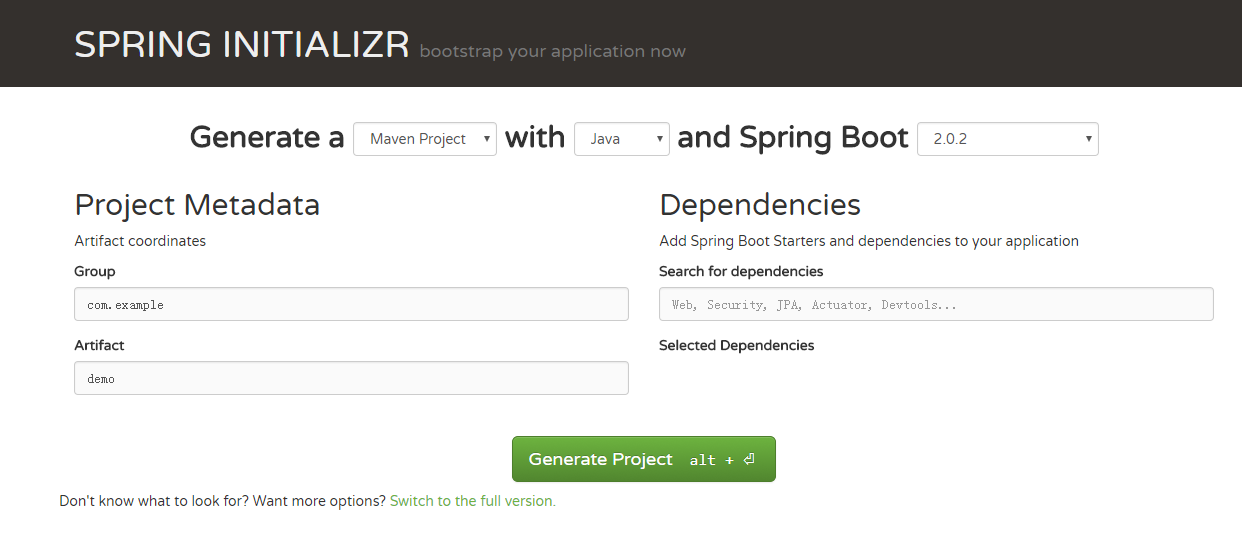 SPRING INITIALIZR bootstrap your application now
Generate a Maven Project with Java and Spring Boot 2.0.2
Project Metadata
Artifact coordinates
Group
com.example
Artifact
demo
Dependencies
Add Spring Boot Starters and dependencies to your application
Search for dependencies
Web, Security, JPA, Actuator, Devtools...
Selected Dependencies
Generate Project alt + ⏎
Don't know what to look for? Want more options? Switch to the full version.